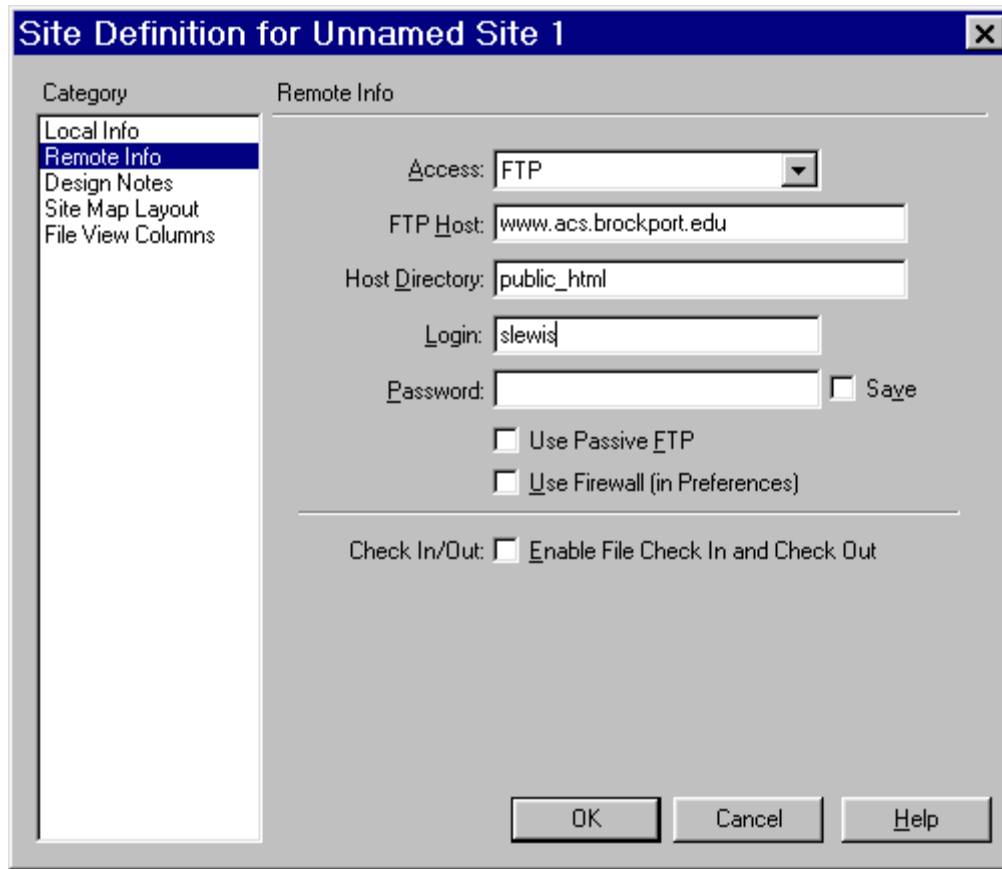 Site Definition for Unnamed Site 1
Category
Local Info
Remote Info
Design Notes
Site Map Layout
File View Columns
Remote Info
Access: FTP
FTP Host: www.acs.brockport.edu
Host Directory: public_html
Login: slewis
Password: Save
Use Passive FTP
Use Firewall (in Preferences)
Check In/Out: Enable File Check In and Check Out
OK Cancel Help